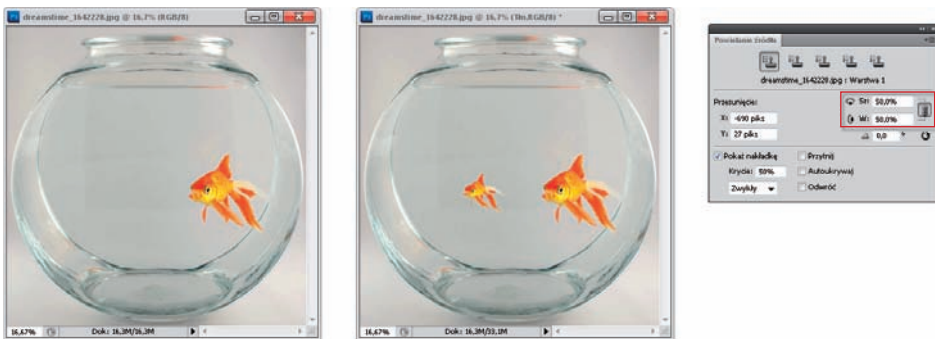 dreamstime_1642228.jpg @ 16,7% (RGB/8)
16,67%
Dok: 16,3M/16,3M
dreamstime_1642228.jpg @ 16,7% (Tło,RGB/8) *
16,67%
Dok: 16,3M/33,1M
Powielanie źródła
dreamstime_1642228.jpg : Warstwa 1
Przesunięcie:
Sz: 50,0%
X: -690 piks
W: 50,0%
Y: 27 piks
0,0 °
Pokaż nakładkę
Przytnij
Krycie: 50%
Autoukrywaj
Zwykły
Odwróć